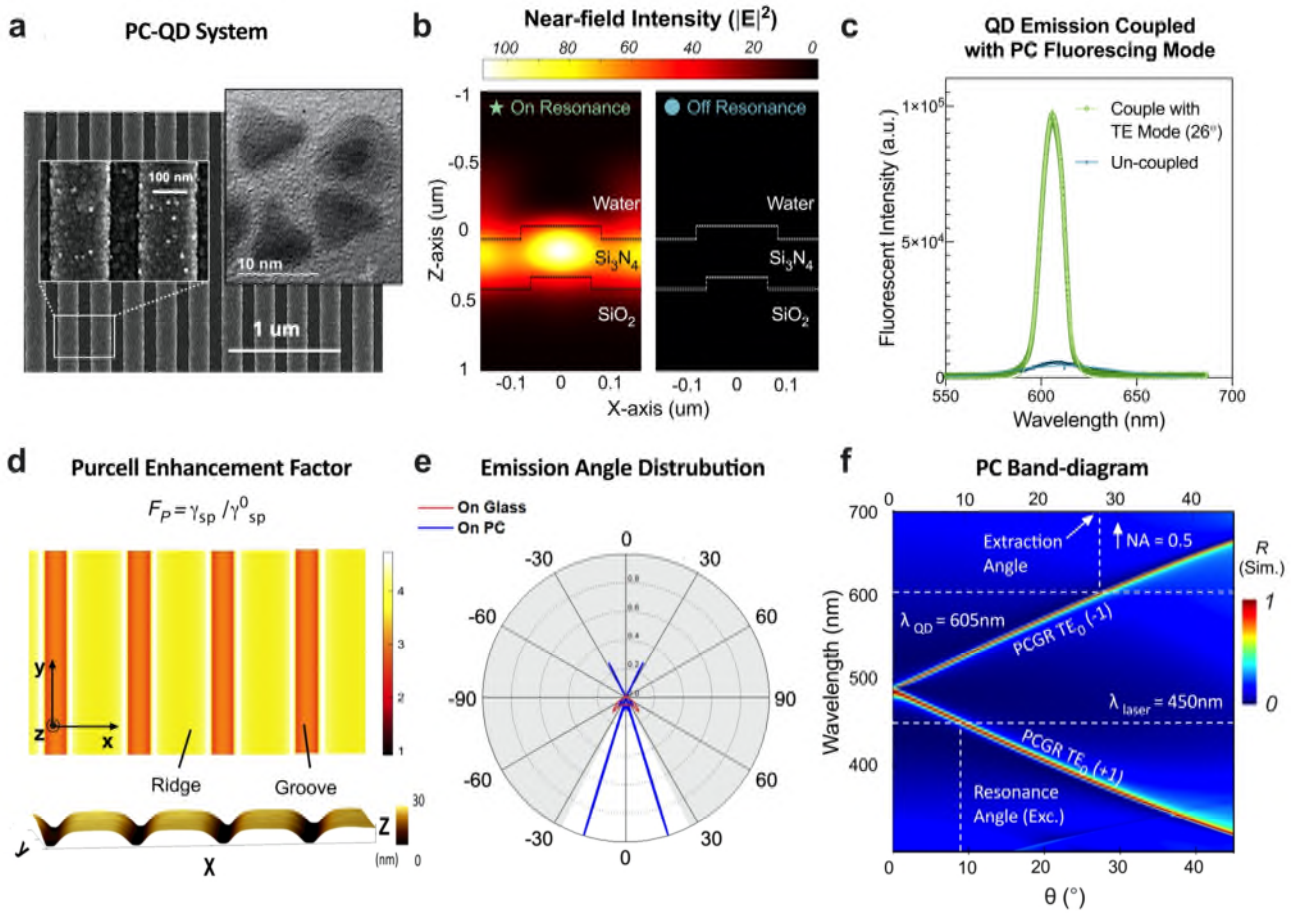 a
PC-QD System
100 nm
10 nm
1 um
b
Near-field Intensity (|E|²)
100 80 60 40 20 0
★ On Resonance
● Off Resonance
Z-axis (um)
-1
-0.5
0
0.5
1
Water
Si₃N₄
SiO₂
Water
Si₃N₄
SiO₂
-0.1 0 0.1
-0.1 0 0.1
X-axis (um)
c
QD Emission Coupled
with PC Fluorescing Mode
Fluorescent Intensity (a.u.)
1×10⁵
5×10⁴
0
Couple with
TE Mode (26°)
Un-coupled
550 600 650 700
Wavelength (nm)
d
Purcell Enhancement Factor
F_P = γ_sp / γ⁰_sp
4
3
2
1
y
z
x
Ridge
Groove
30
Z
(nm) 0
y
X
e
Emission Angle Distrubution
On Glass
On PC
0
-30 30
-60 60
-90 90
-60 60
-30 30
0
0.8
0.6
0.4
0.2
0.0
f
PC Band-diagram
0 10 20 30 40
Wavelength (nm)
700
600
500
400
Extraction
Angle
NA = 0.5
λ_QD = 605nm
PCGR TE₀ (-1)
λ_laser = 450nm
PCGR TE₀ (+1)
Resonance
Angle (Exc.)
R
(Sim.)
1
0
0 10 20 30 40
θ (°)